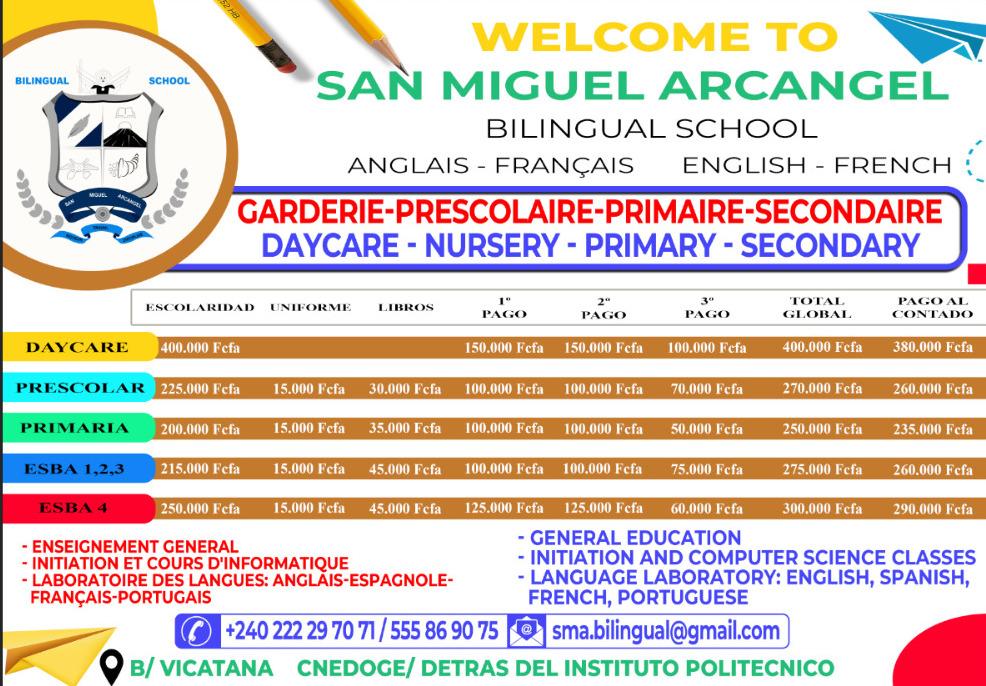 52 HB
WELCOME TO
SAN MIGUEL ARCANGEL
BILINGUAL SCHOOL
ANGLAIS - FRANÇAIS ENGLISH - FRENCH
BILINGUAL SCHOOL
SAN MIGUEL ARCANGEL
GARDERIE-PRESCOLAIRE-PRIMAIRE-SECONDAIRE
DAYCARE - NURSERY - PRIMARY - SECONDARY
ESCOLARIDAD UNIFORME LIBROS 1º PAGO 2º PAGO 3º PAGO TOTAL GLOBAL PAGO AL CONTADO
DAYCARE 400.000 Fcfa 150.000 Fcfa 150.000 Fcfa 100.000 Fcfa 400.000 Fcfa 380.000 Fcfa
PRESCOLAR 225.000 Fcfa 15.000 Fcfa 30.000 Fcfa 100.000 Fcfa 100.000 Fcfa 70.000 Fcfa 270.000 Fcfa 260.000 Fcfa
PRIMARIA 200.000 Fcfa 15.000 Fcfa 35.000 Fcfa 100.000 Fcfa 100.000 Fcfa 50.000 Fcfa 250.000 Fcfa 235.000 Fcfa
ESBA 1,2,3 215.000 Fcfa 15.000 Fcfa 45.000 Fcfa 100.000 Fcfa 100.000 Fcfa 75.000 Fcfa 275.000 Fcfa 260.000 Fcfa
ESBA 4 250.000 Fcfa 15.000 Fcfa 45.000 Fcfa 125.000 Fcfa 125.000 Fcfa 60.000 Fcfa 300.000 Fcfa 290.000 Fcfa
- ENSEIGNEMENT GENERAL
- INITIATION ET COURS D'INFORMATIQUE
- LABORATOIRE DES LANGUES: ANGLAIS-ESPAGNOLE-
FRANÇAIS-PORTUGAIS
- GENERAL EDUCATION
- INITIATION AND COMPUTER SCIENCE CLASSES
- LANGUAGE LABORATORY: ENGLISH, SPANISH,
FRENCH, PORTUGUESE
+240 222 29 70 71 / 555 86 90 75 sma.bilingual@gmail.com
B/ VICATANA CNEDOGE/ DETRAS DEL INSTITUTO POLITECNICO